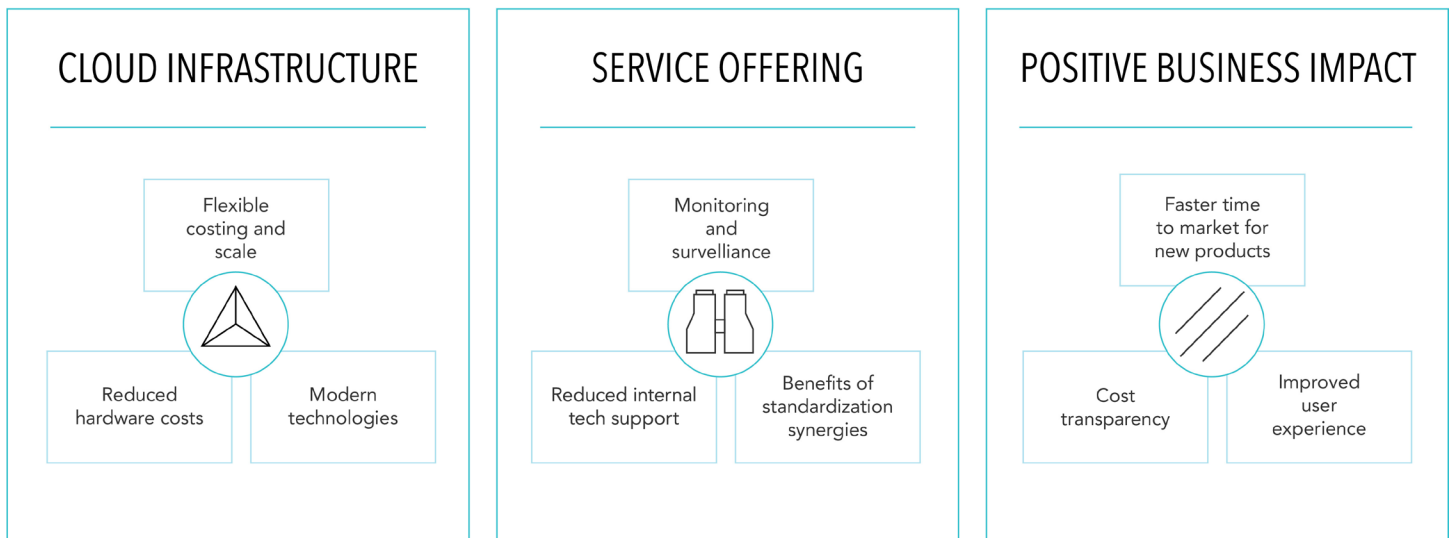 CLOUD INFRASTRUCTURE
Flexible
costing and
scale
Reduced
hardware costs
Modern
technologies
SERVICE OFFERING
Monitoring
and
survelliance
Reduced internal
tech support
Benefits of
standardization
synergies
POSITIVE BUSINESS IMPACT
Faster time
to market for
new products
Cost
transparency
Improved
user
experience